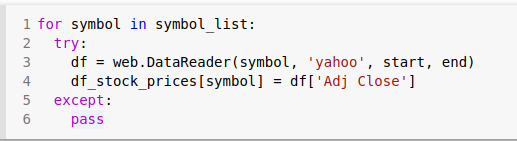 1 for symbol in symbol_list:
2   try:
3     df = web.DataReader(symbol, 'yahoo', start, end)
4     df_stock_prices[symbol] = df['Adj Close']
5   except:
6     pass